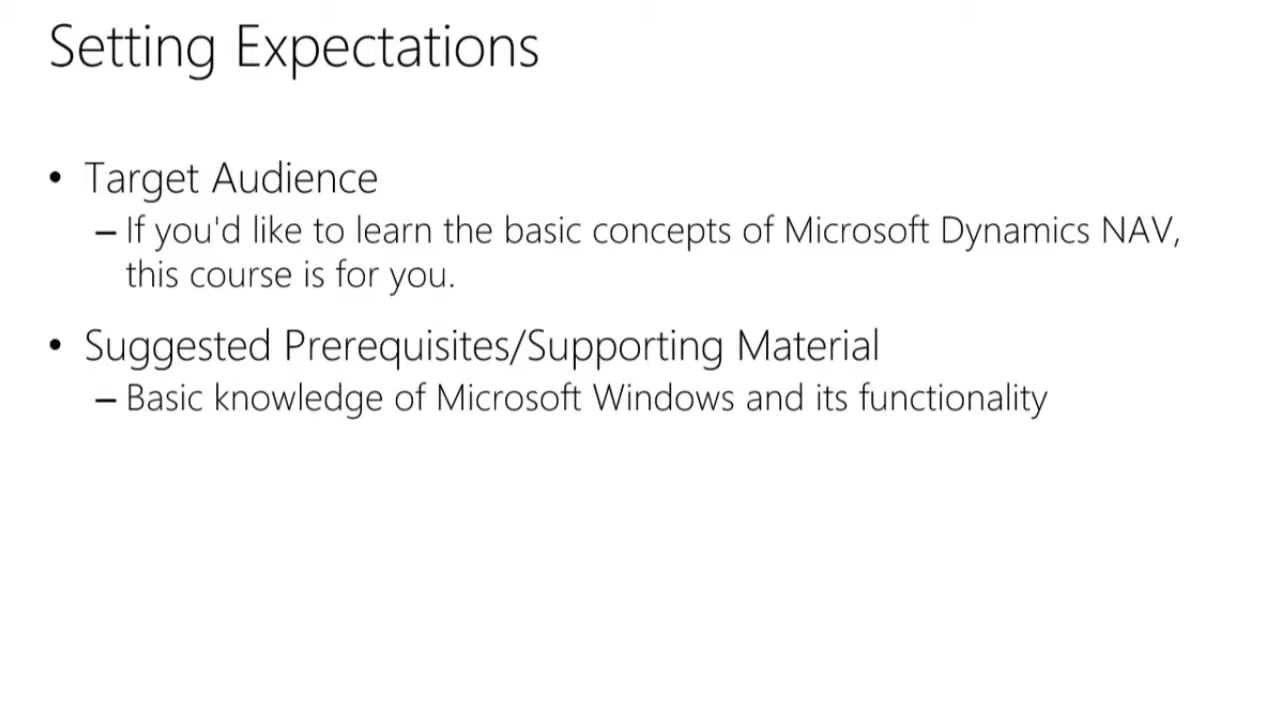 Setting Expectations
• Target Audience
– If you'd like to learn the basic concepts of Microsoft Dynamics NAV,
this course is for you.
• Suggested Prerequisites/Supporting Material
– Basic knowledge of Microsoft Windows and its functionality